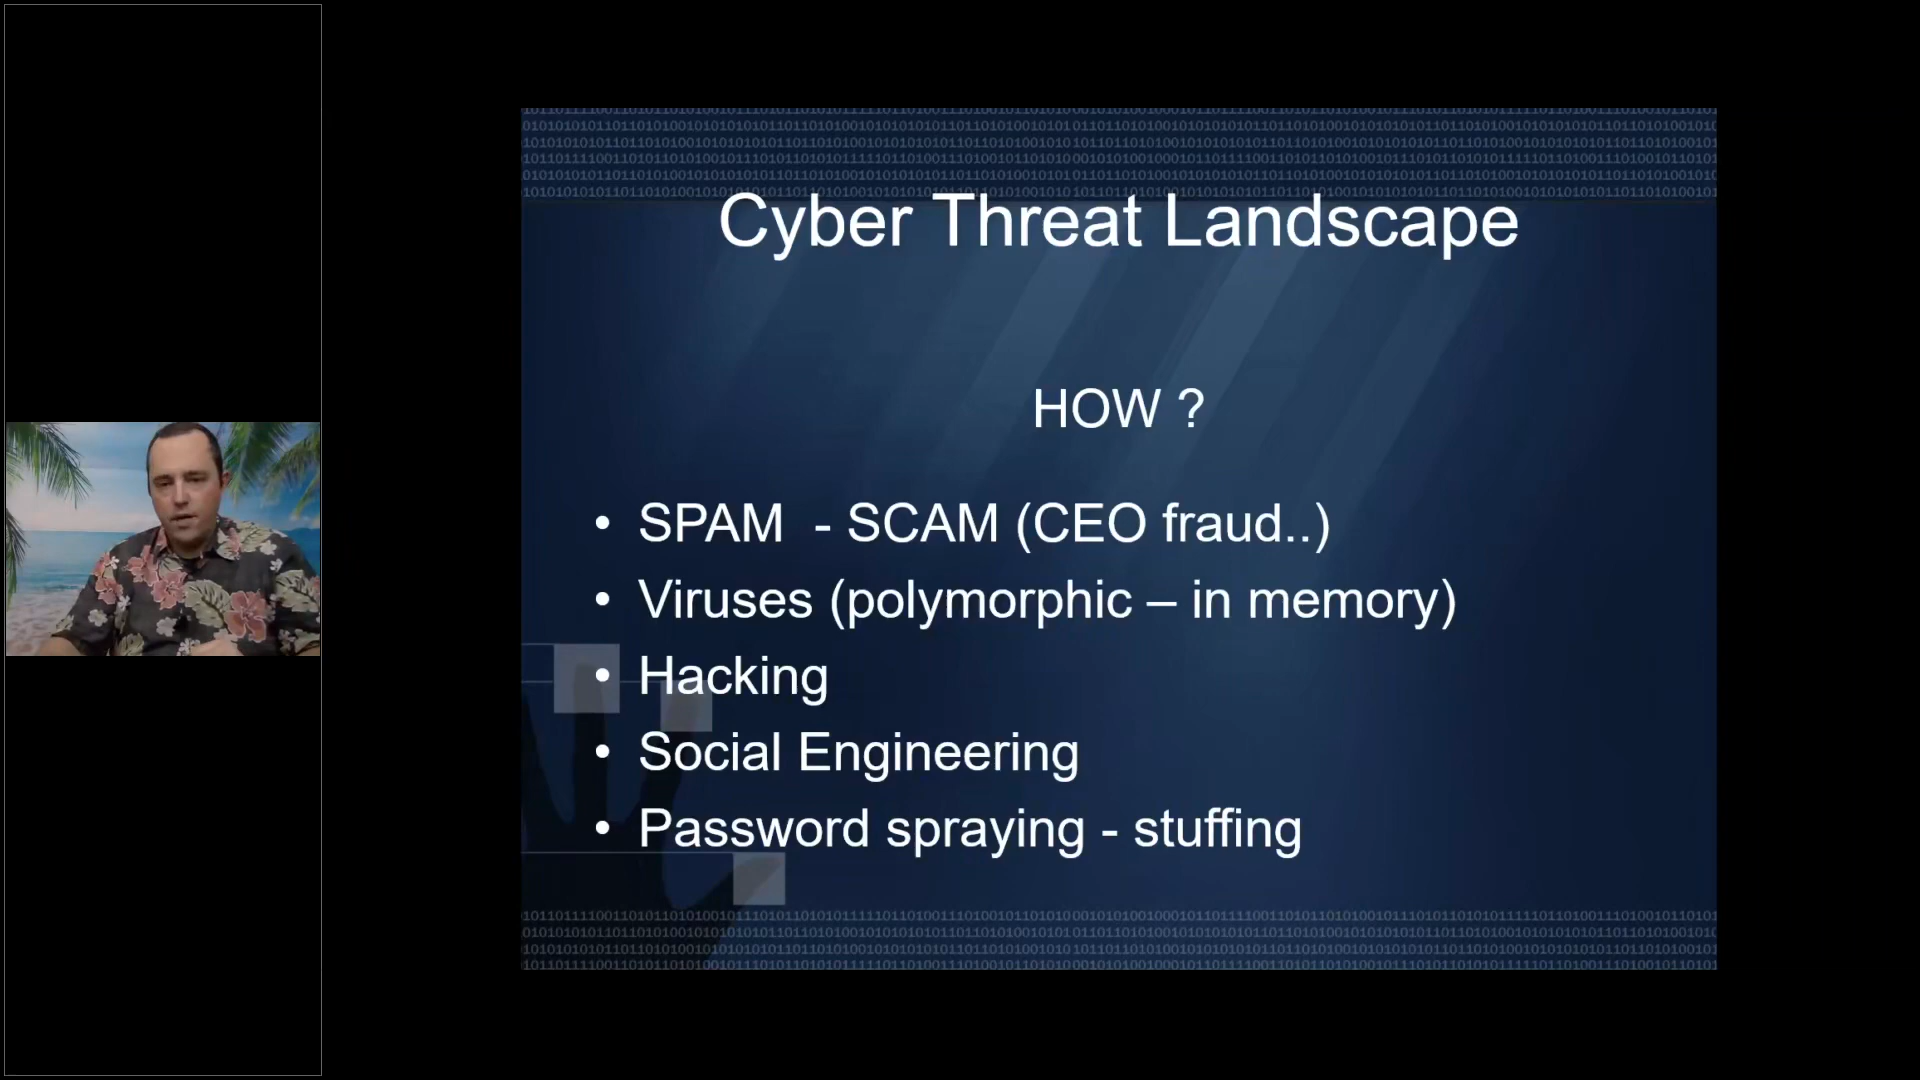 Cyber Threat Landscape
HOW ?
• SPAM  - SCAM (CEO fraud..)
• Viruses (polymorphic – in memory)
• Hacking
• Social Engineering
• Password spraying - stuffing